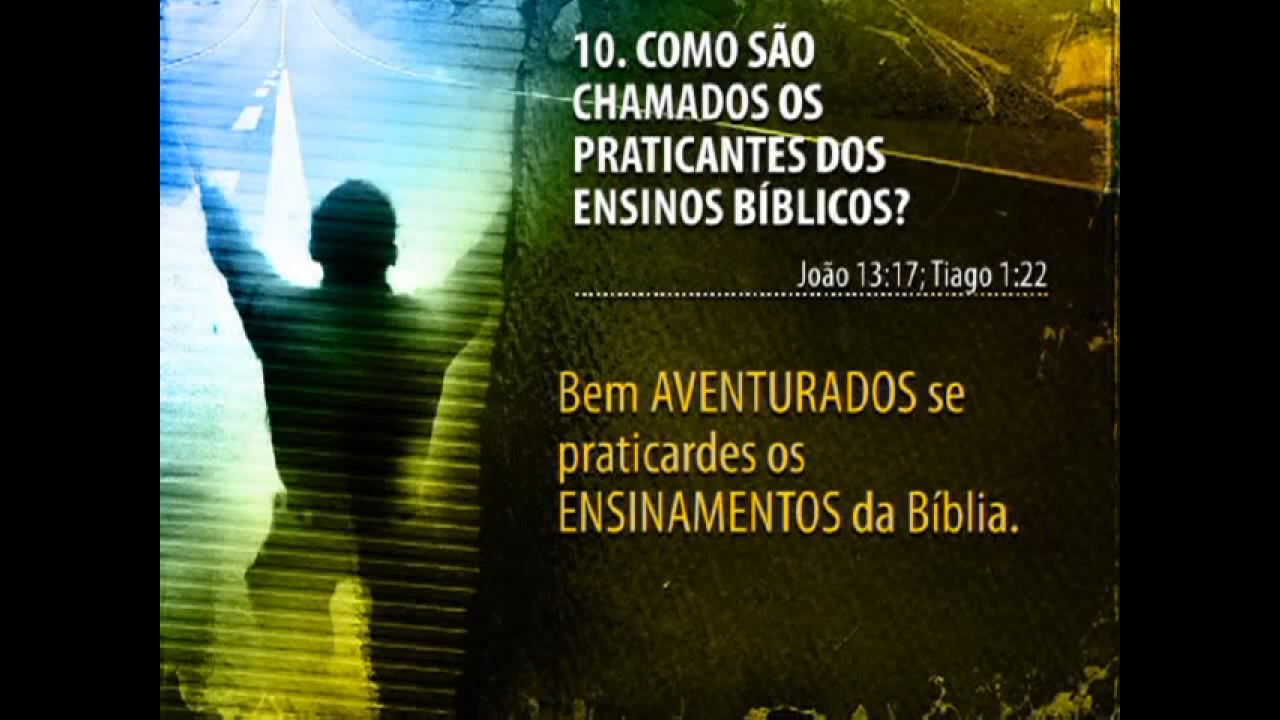 10. COMO SÃO
CHAMADOS OS
PRATICANTES DOS
ENSINOS BÍBLICOS?
João 13:17; Tiago 1:22
Bem AVENTURADOS se
praticardes os
ENSINAMENTOS da Bíblia.